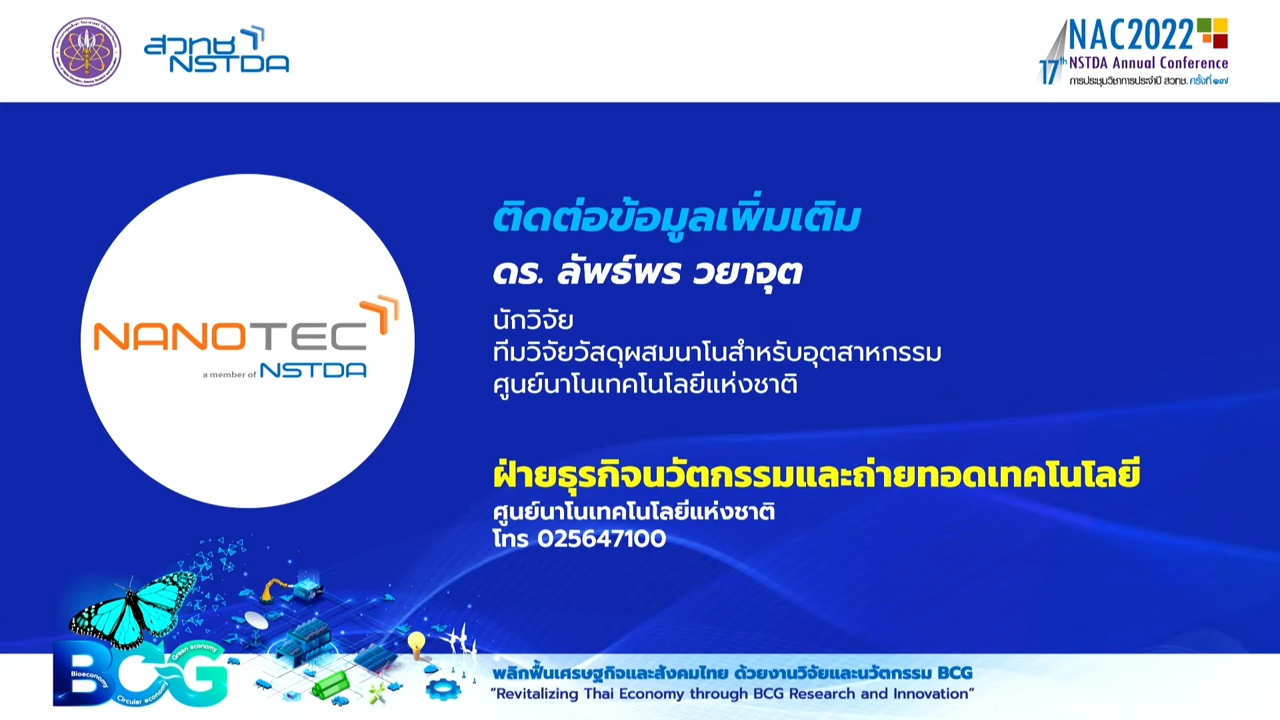 สวทช
NSTDA
NAC2022
17th NSTDA Annual Conference
การประชุมวิชาการประจำปี สวทช. ครั้งที่ ๑๗
ติดต่อข้อมูลเพิ่มเติม
ดร. ลัพธ์พร วยาจุต
นักวิจัย
ทีมวิจัยวัสดุผสมนาโนสำหรับอุตสาหกรรม
ศูนย์นาโนเทคโนโลยีแห่งชาติ
NANOTEC
a member of NSTDA
ฝ่ายธุรกิจนวัตกรรมและถ่ายทอดเทคโนโลยี
ศูนย์นาโนเทคโนโลยีแห่งชาติ
โทร 025647100
BCG
Bioeconomy
Circular economy
Green economy
พลิกฟื้นเศรษฐกิจและสังคมไทย ด้วยงานวิจัยและนวัตกรรม BCG
"Revitalizing Thai Economy through BCG Research and Innovation"